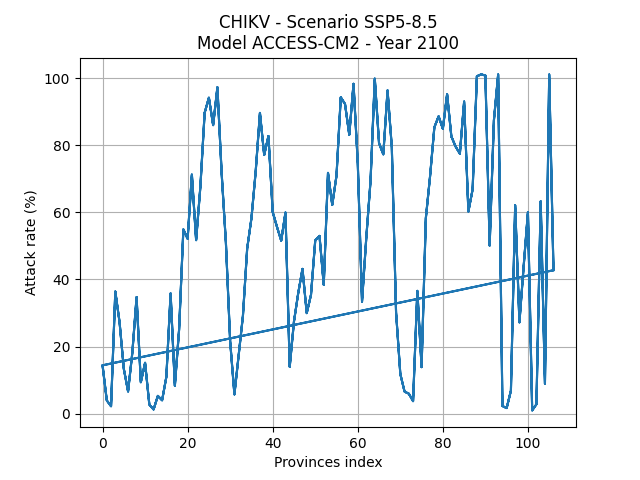 CHIKV - Scenario SSP5-8.5
Model ACCESS-CM2 - Year 2100
Attack rate (%)
100
80
60
40
20
0
0 20 40 60 80 100
Provinces index